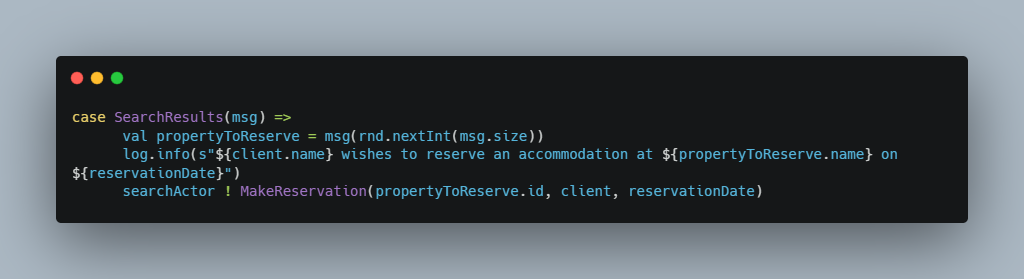 case SearchResults(msg) =>
      val propertyToReserve = msg(rnd.nextInt(msg.size))
      log.info(s"${client.name} wishes to reserve an accommodation at ${propertyToReserve.name} on
${reservationDate}")
      searchActor ! MakeReservation(propertyToReserve.id, client, reservationDate)